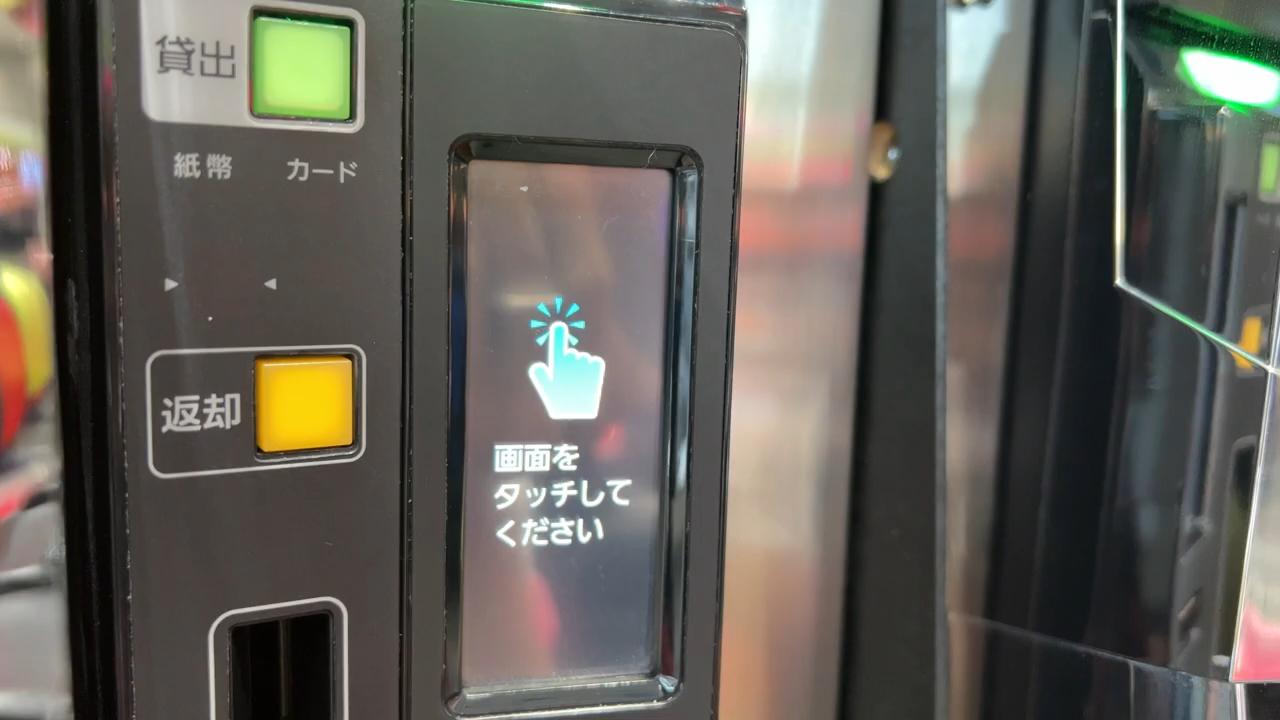 貸出
紙幣 カード
返却
画面を
タッチして
ください